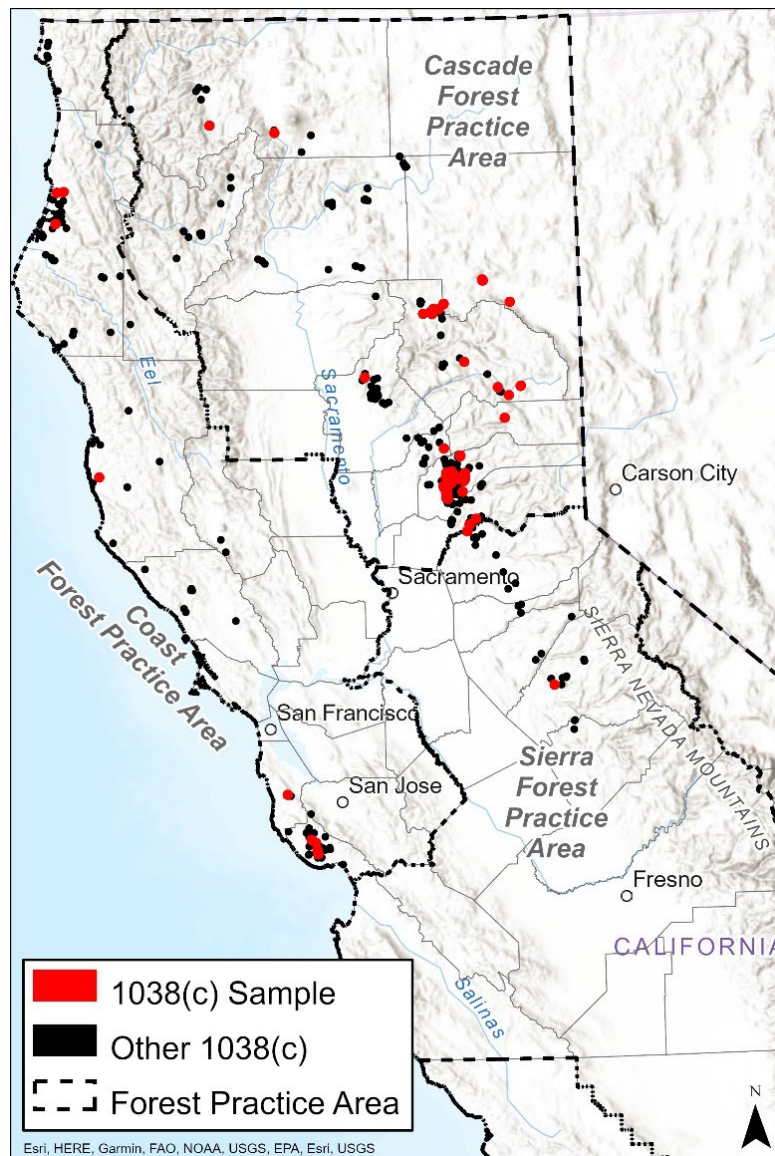 Cascade
Forest
Practice
Area
Eel
Sacramento
Carson City
Sacramento
Coast
Forest Practice Area
SIERRA NEVADA MOUNTAINS
San Francisco
San Jose
Sierra
Forest
Practice
Area
Fresno
CALIFORNIA
Salinas
1038(c) Sample
Other 1038(c)
Forest Practice Area
N
Esri, HERE, Garmin, FAO, NOAA, USGS, EPA, Esri, USGS